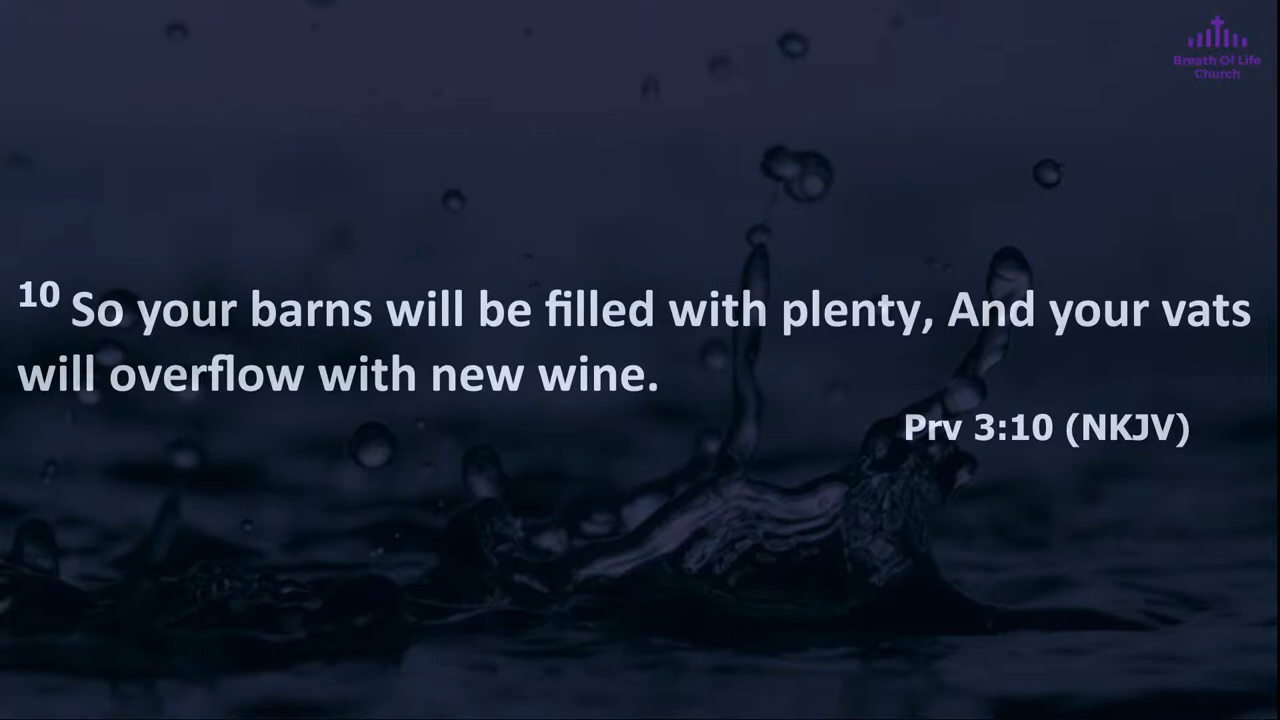 Breath Of Life
Church
10 So your barns will be filled with plenty, And your vats
will overflow with new wine.
Prv 3:10 (NKJV)